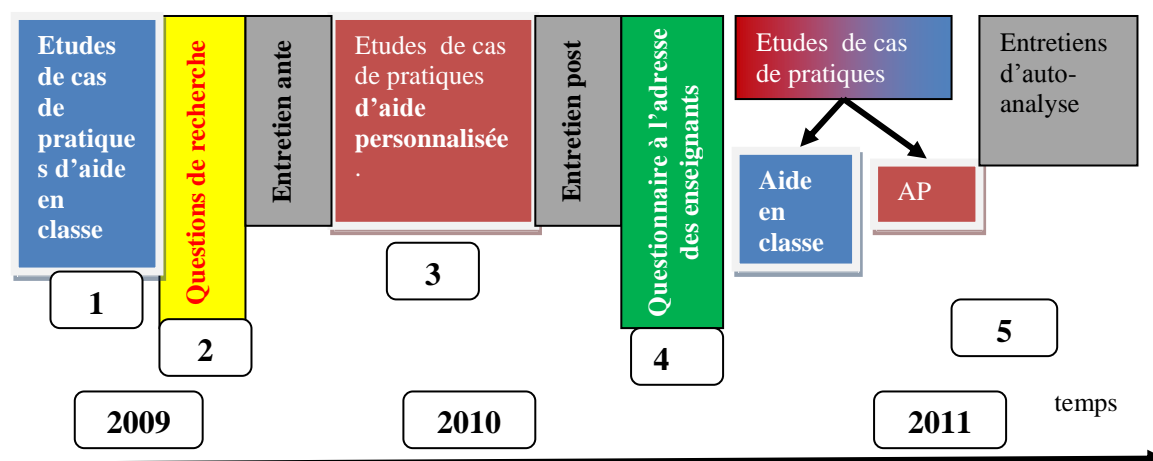 Etudes
de cas
de
pratique
s d’aide
en
classe
Questions de recherche
Entretien ante
Etudes de cas
de pratiques
d’aide
personnalisée
.
Entretien post
Questionnaire à l’adresse
des enseignants
Etudes de cas
de pratiques
Aide
en
classe
AP
Entretiens
d’auto-
analyse
1
2
3
4
5
2009
2010
2011
temps